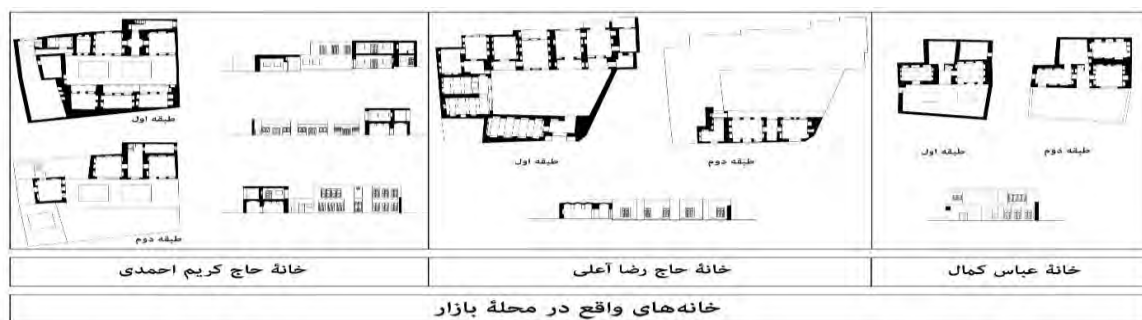 طبقه اول
طبقه دوم
طبقه اول
طبقه دوم
طبقه اول
طبقه دوم
خانهٔ حاج کریم احمدی
خانهٔ حاج رضا آعلی
خانهٔ عباس کمال
خانه‌های واقع در محلهٔ بازار